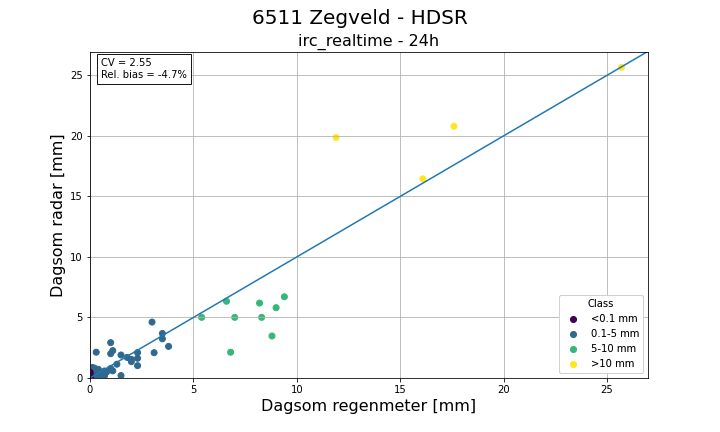 6511 Zegveld - HDSR
irc_realtime - 24h
CV = 2.55
Rel. bias = -4.7%
Dagsom radar [mm]
25
20
15
10
5
0
Class
<0.1 mm
0.1-5 mm
5-10 mm
>10 mm
0 5 10 15 20 25
Dagsom regenmeter [mm]